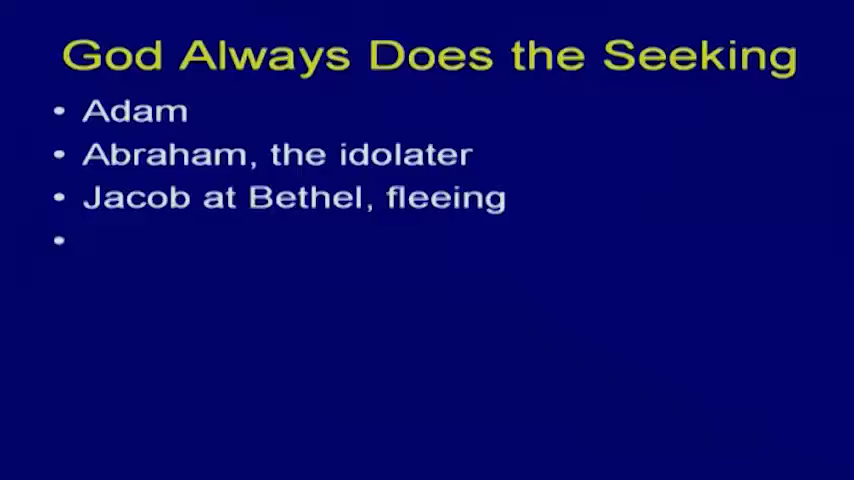 God Always Does the Seeking
• Adam
• Abraham, the idolater
• Jacob at Bethel, fleeing
•